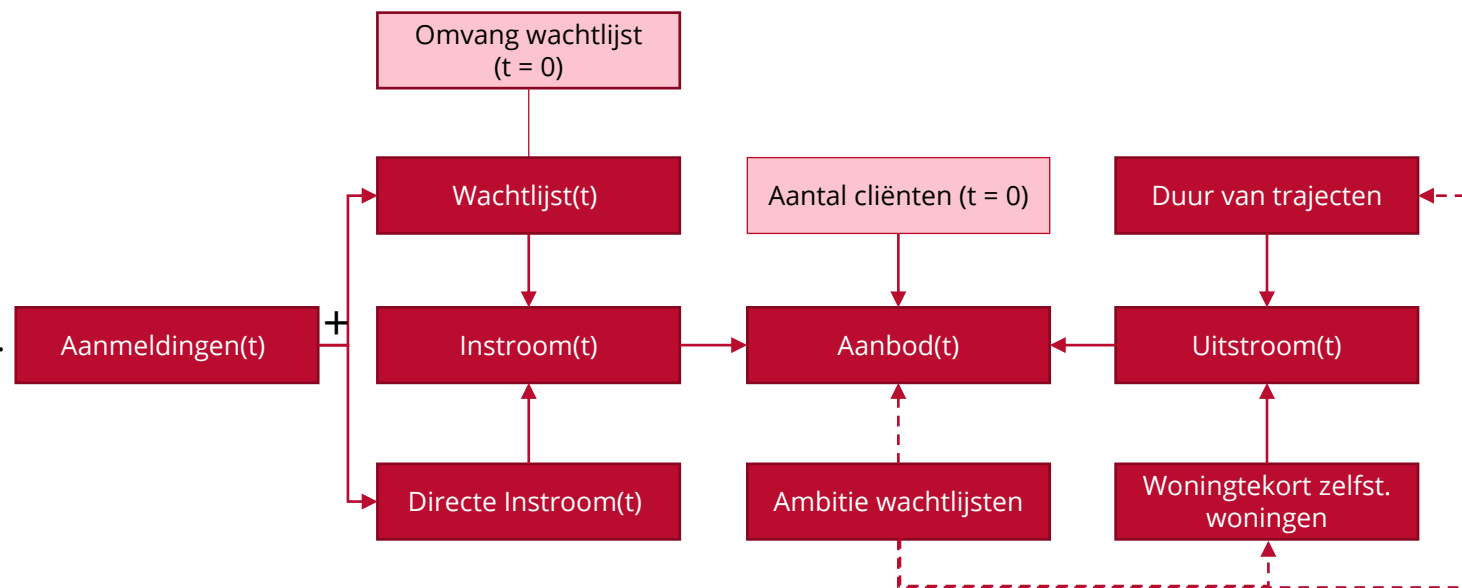 Omvang wachtlijst
(t = 0)
Wachtlijst(t)
Aantal cliënten (t = 0)
Duur van trajecten
+
Aanmeldingen(t)
Instroom(t)
Aanbod(t)
Uitstroom(t)
Directe Instroom(t)
Ambitie wachtlijsten
Woningtekort zelfst.
woningen